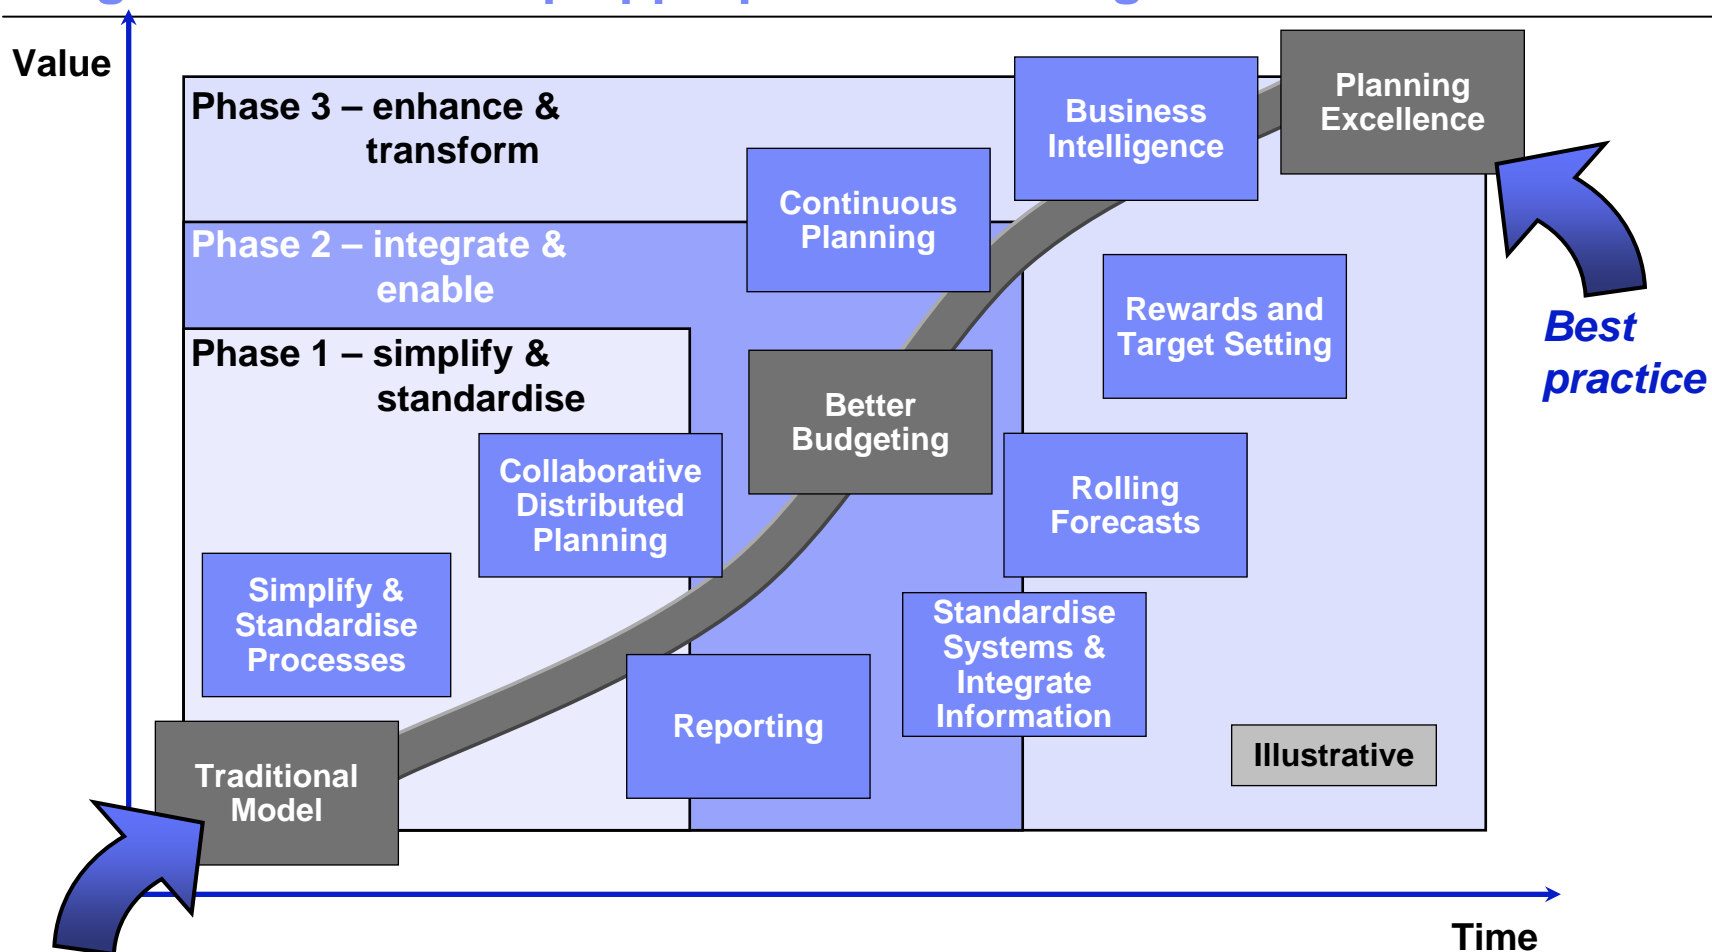 Value
Planning
Excellence
Business
Intelligence
Phase 3 – enhance &
transform
Continuous
Planning
Phase 2 – integrate &
enable
Rewards and
Target Setting
Best
practice
Phase 1 – simplify &
standardise
Better
Budgeting
Collaborative
Distributed
Planning
Rolling
Forecasts
Simplify &
Standardise
Processes
Standardise
Systems &
Integrate
Information
Reporting
Illustrative
Traditional
Model
Time